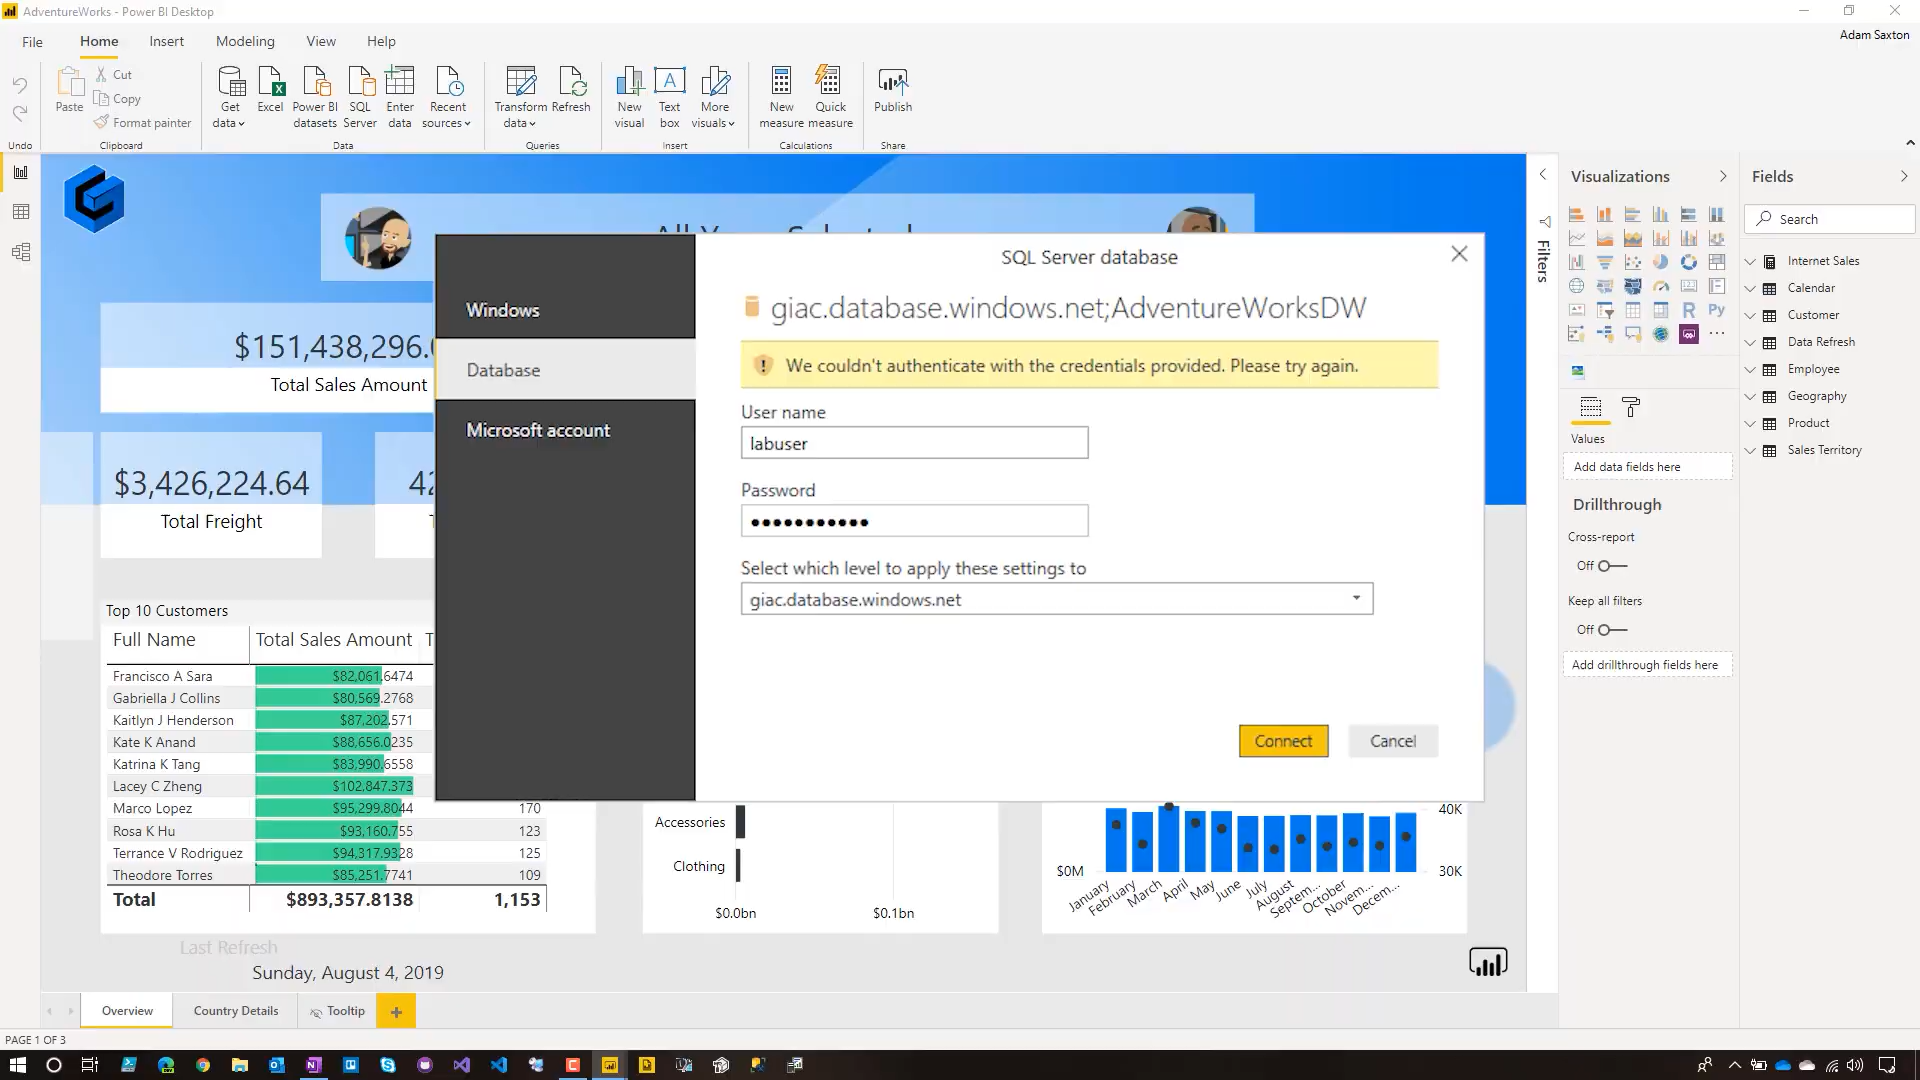 AdventureWorks - Power BI Desktop
File Home Insert Modeling View Help
Adam Saxton
Paste
Cut
Copy
Format painter
Get data
Excel
Power BI datasets
SQL Server
Enter data
Recent sources
Transform data
Refresh
New visual
Text box
More visuals
New measure
Quick measure
Publish
Undo Clipboard Data Queries Insert Calculations Share
SQL Server database
Windows
Database
Microsoft account
giac.database.windows.net;AdventureWorksDW
We couldn't authenticate with the credentials provided. Please try again.
User name
labuser
Password
Select which level to apply these settings to
giac.database.windows.net
Connect Cancel
$151,438,296.
Total Sales Amount
$3,426,224.64
Total Freight
42
Top 10 Customers
Full Name Total Sales Amount T
Francisco A Sara $82,061.6474
Gabriella J Collins $80,569.2768
Kaitlyn J Henderson $87,202.571
Kate K Anand $88,656.0235
Katrina K Tang $83,990.6558
Lacey C Zheng $102,847.373
Marco Lopez $95,299.8044 170
Rosa K Hu $93,160.755 123
Terrance V Rodriguez $94,317.9328 125
Theodore Torres $85,251.7741 109
Total $893,357.8138 1,153
Last Refresh
Sunday, August 4, 2019
Accessories
Clothing
$0.0bn $0.1bn
40K
$0M 30K
January February March April May June July August Septem... October Novem... Decem...
Filters
Visualizations
R Py
Values
Add data fields here
Drillthrough
Cross-report
Off
Keep all filters
Off
Add drillthrough fields here
Fields
Search
Internet Sales
Calendar
Customer
Data Refresh
Employee
Geography
Product
Sales Territory
Overview Country Details Tooltip +
PAGE 1 OF 3